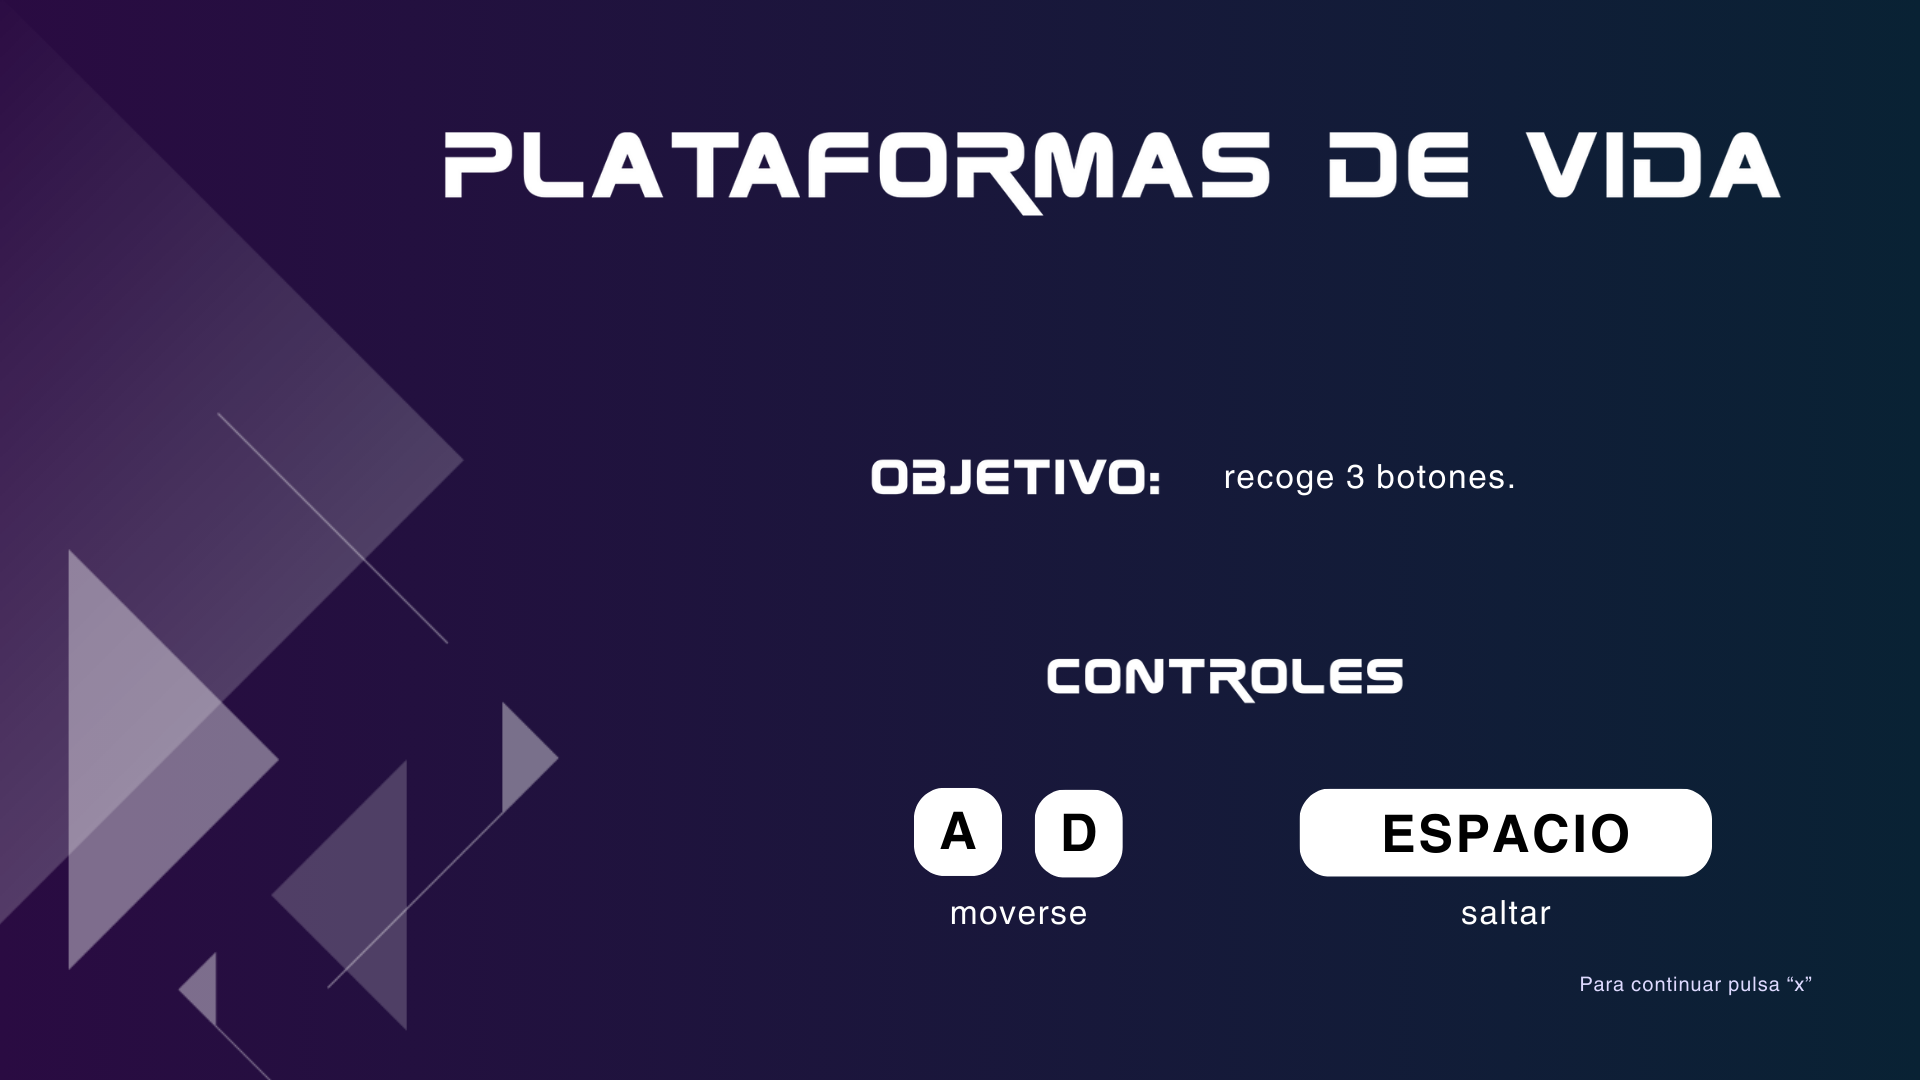 PLATAFORMAS DE VIDA
OBJETIVO: recoge 3 botones.
CONTROLES
A D ESPACIO
moverse saltar
Para continuar pulsa “x”